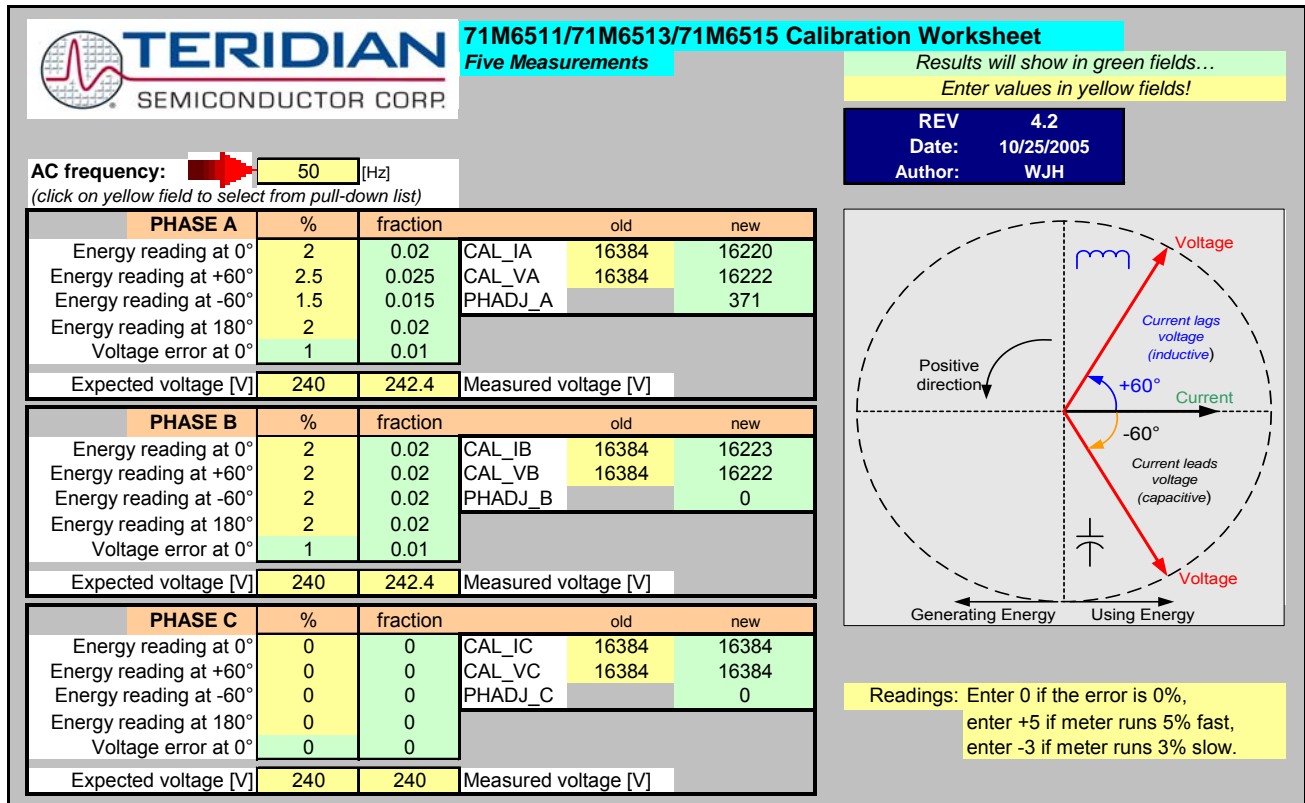 TERIDIAN
SEMICONDUCTOR CORP.
71M6511/71M6513/71M6515 Calibration Worksheet
Five Measurements
Results will show in green fields…
Enter values in yellow fields!
REV 4.2
Date: 10/25/2005
Author: WJH
AC frequency: 50 [Hz]
(click on yellow field to select from pull-down list)
PHASE A % fraction old new
Energy reading at 0° 2 0.02 CAL_IA 16384 16220
Energy reading at +60° 2.5 0.025 CAL_VA 16384 16222
Energy reading at -60° 1.5 0.015 PHADJ_A 371
Energy reading at 180° 2 0.02
Voltage error at 0° 1 0.01
Expected voltage [V] 240 242.4 Measured voltage [V]
PHASE B % fraction old new
Energy reading at 0° 2 0.02 CAL_IB 16384 16223
Energy reading at +60° 2 0.02 CAL_VB 16384 16222
Energy reading at -60° 2 0.02 PHADJ_B 0
Energy reading at 180° 2 0.02
Voltage error at 0° 1 0.01
Expected voltage [V] 240 242.4 Measured voltage [V]
PHASE C % fraction old new
Energy reading at 0° 0 0 CAL_IC 16384 16384
Energy reading at +60° 0 0 CAL_VC 16384 16384
Energy reading at -60° 0 0 PHADJ_C 0
Energy reading at 180° 0 0
Voltage error at 0° 0 0
Expected voltage [V] 240 240 Measured voltage [V]
Voltage
Current lags
voltage
(inductive)
Positive
direction
+60°
Current
-60°
Current leads
voltage
(capacitive)
Voltage
Generating Energy Using Energy
Readings: Enter 0 if the error is 0%,
enter +5 if meter runs 5% fast,
enter -3 if meter runs 3% slow.